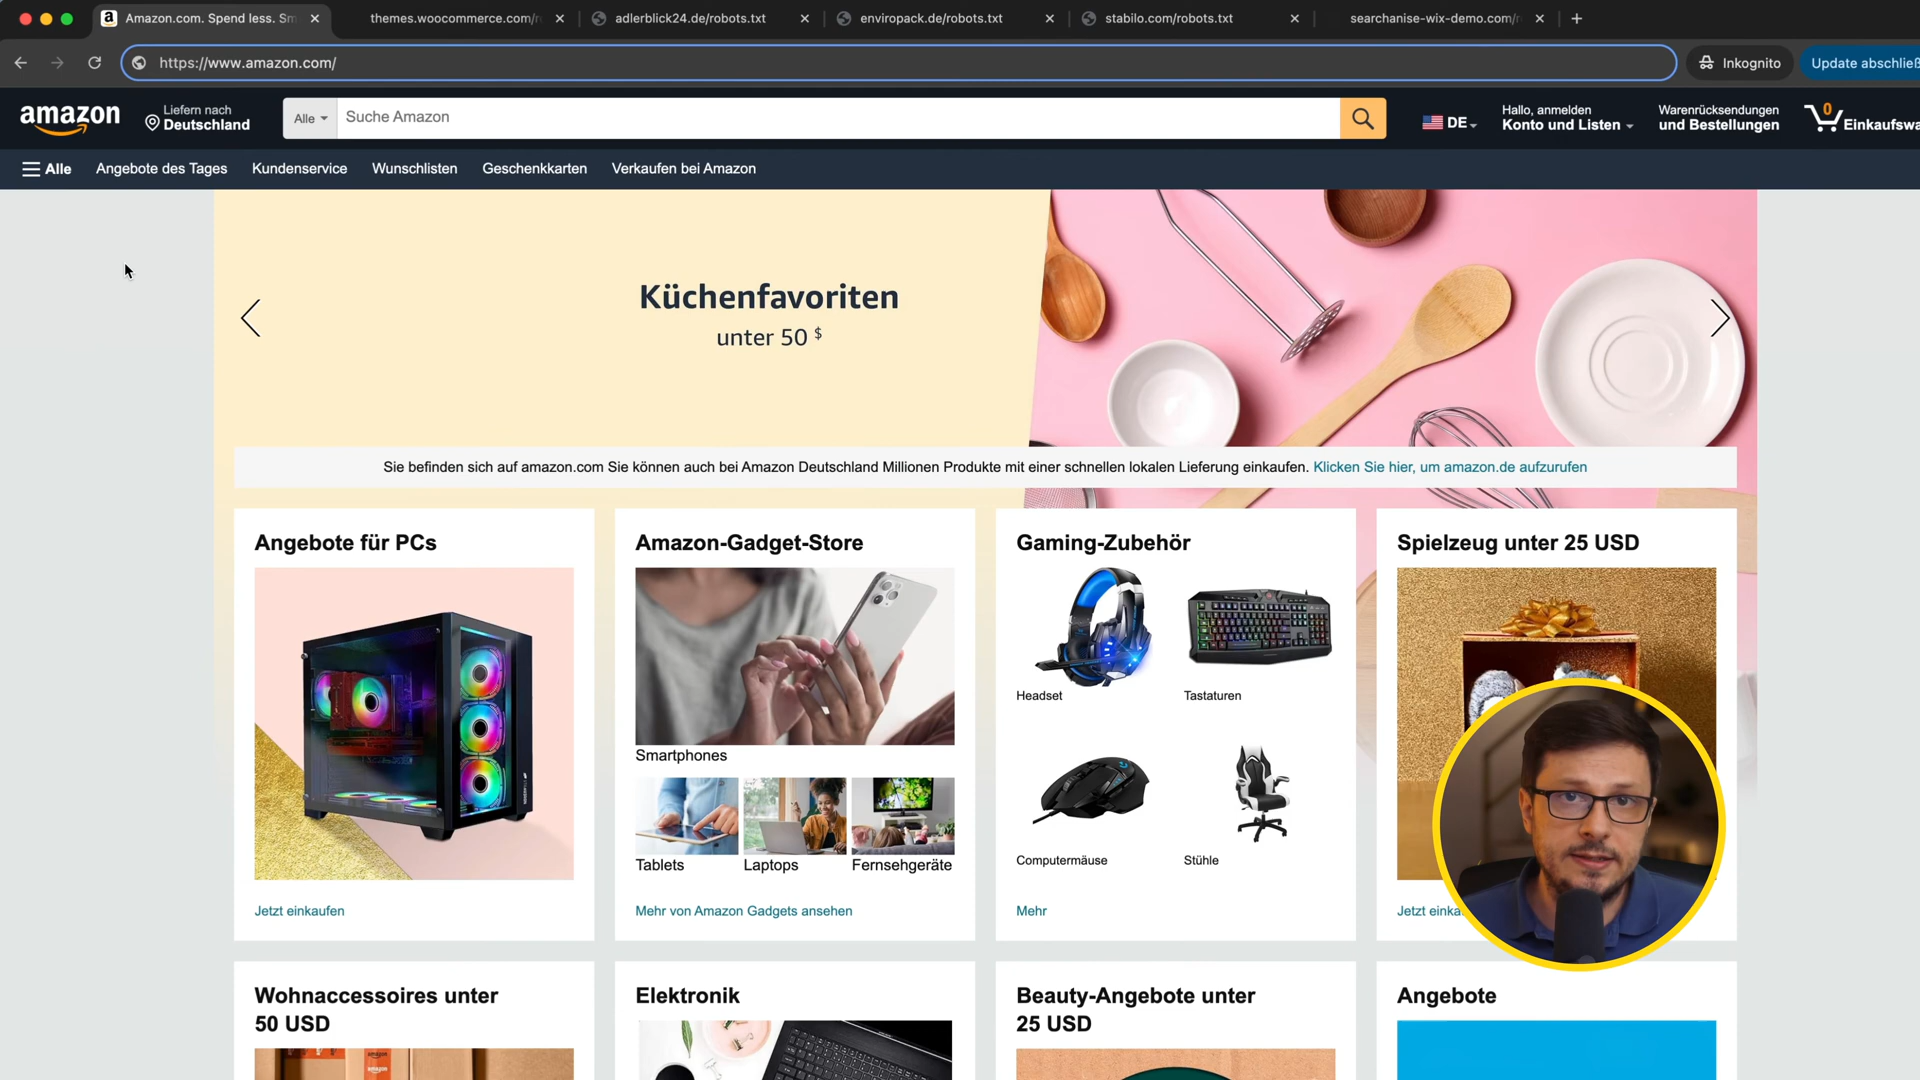 Amazon.com. Spend less. Sm
themes.woocommerce.com/r
adlerblick24.de/robots.txt
enviropack.de/robots.txt
stabilo.com/robots.txt
searchanise-wix-demo.com/r
https://www.amazon.com/
Inkognito
Update abschließ
amazon
Liefern nach
Deutschland
Alle
Suche Amazon
DE
Hallo, anmelden
Konto und Listen
Warenrücksendungen
und Bestellungen
0
Einkaufswa
Alle
Angebote des Tages
Kundenservice
Wunschlisten
Geschenkkarten
Verkaufen bei Amazon
Küchenfavoriten
unter 50 $
Sie befinden sich auf amazon.com Sie können auch bei Amazon Deutschland Millionen Produkte mit einer schnellen lokalen Lieferung einkaufen. Klicken Sie hier, um amazon.de aufzurufen
Angebote für PCs
Jetzt einkaufen
Amazon-Gadget-Store
Smartphones
Tablets
Laptops
Fernsehgeräte
Mehr von Amazon Gadgets ansehen
Gaming-Zubehör
Headset
Tastaturen
Computermäuse
Stühle
Mehr
Spielzeug unter 25 USD
Jetzt einka
Wohnaccessoires unter
50 USD
Elektronik
Beauty-Angebote unter
25 USD
Angebote